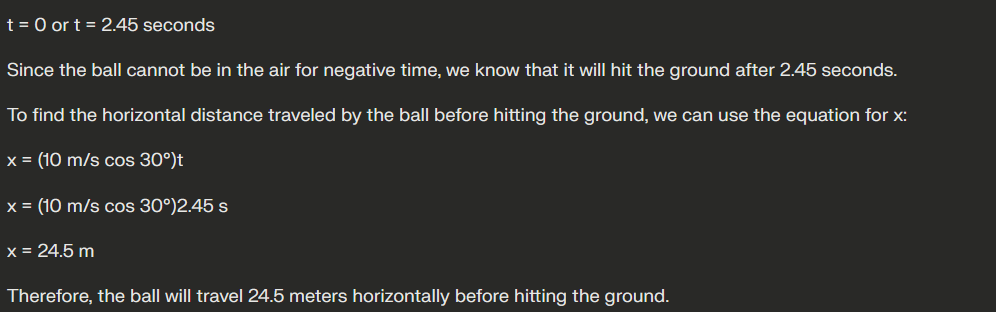 t = 0 or t = 2.45 seconds
Since the ball cannot be in the air for negative time, we know that it will hit the ground after 2.45 seconds.
To find the horizontal distance traveled by the ball before hitting the ground, we can use the equation for x:
x = (10 m/s cos 30°)t
x = (10 m/s cos 30°)2.45 s
x = 24.5 m
Therefore, the ball will travel 24.5 meters horizontally before hitting the ground.